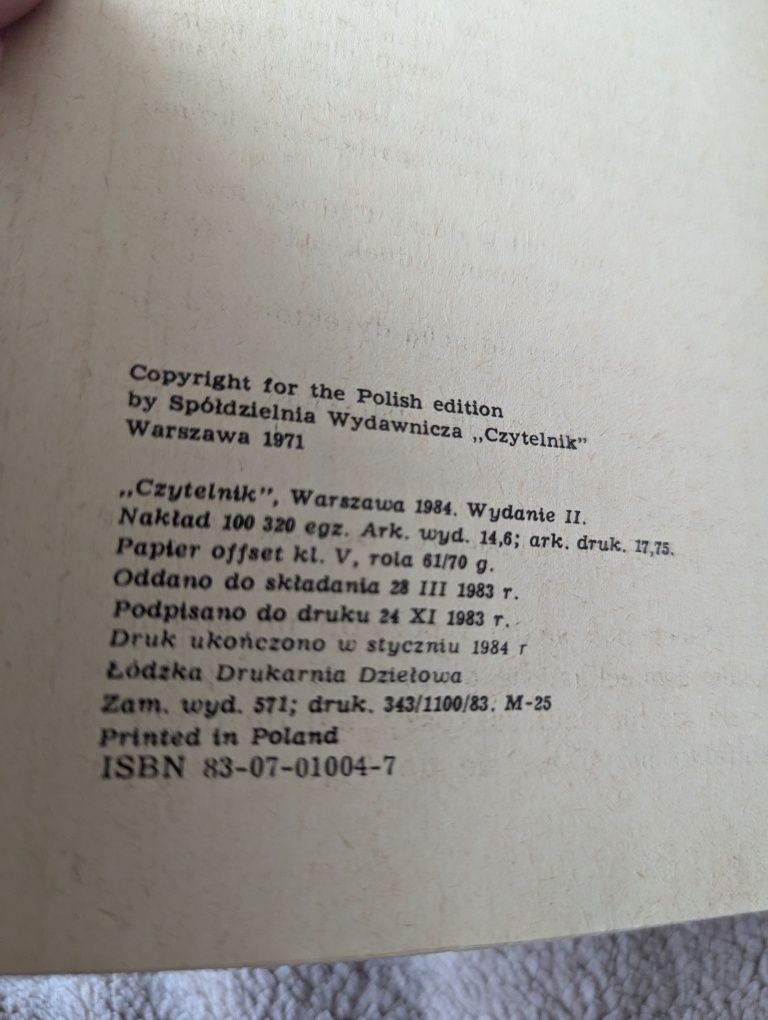 Copyright for the Polish edition
by Spółdzielnia Wydawnicza „Czytelnik”
Warszawa 1971
„Czytelnik”, Warszawa 1984. Wydanie II.
Nakład 100 320 egz. Ark. wyd. 14,6; ark. druk. 17,75.
Papier offset kl. V, rola 61/70 g.
Oddano do składania 28 III 1983 r.
Podpisano do druku 24 XI 1983 r.
Druk ukończono w styczniu 1984 r
Łódzka Drukarnia Dziełowa
Zam. wyd. 571; druk. 343/1100/83. M-25
Printed in Poland
ISBN 83-07-01004-7